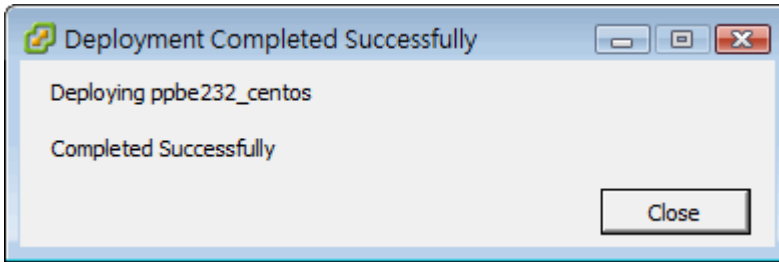 Deployment Completed Successfully
Deploying ppbe232_centos
Completed Successfully
Close